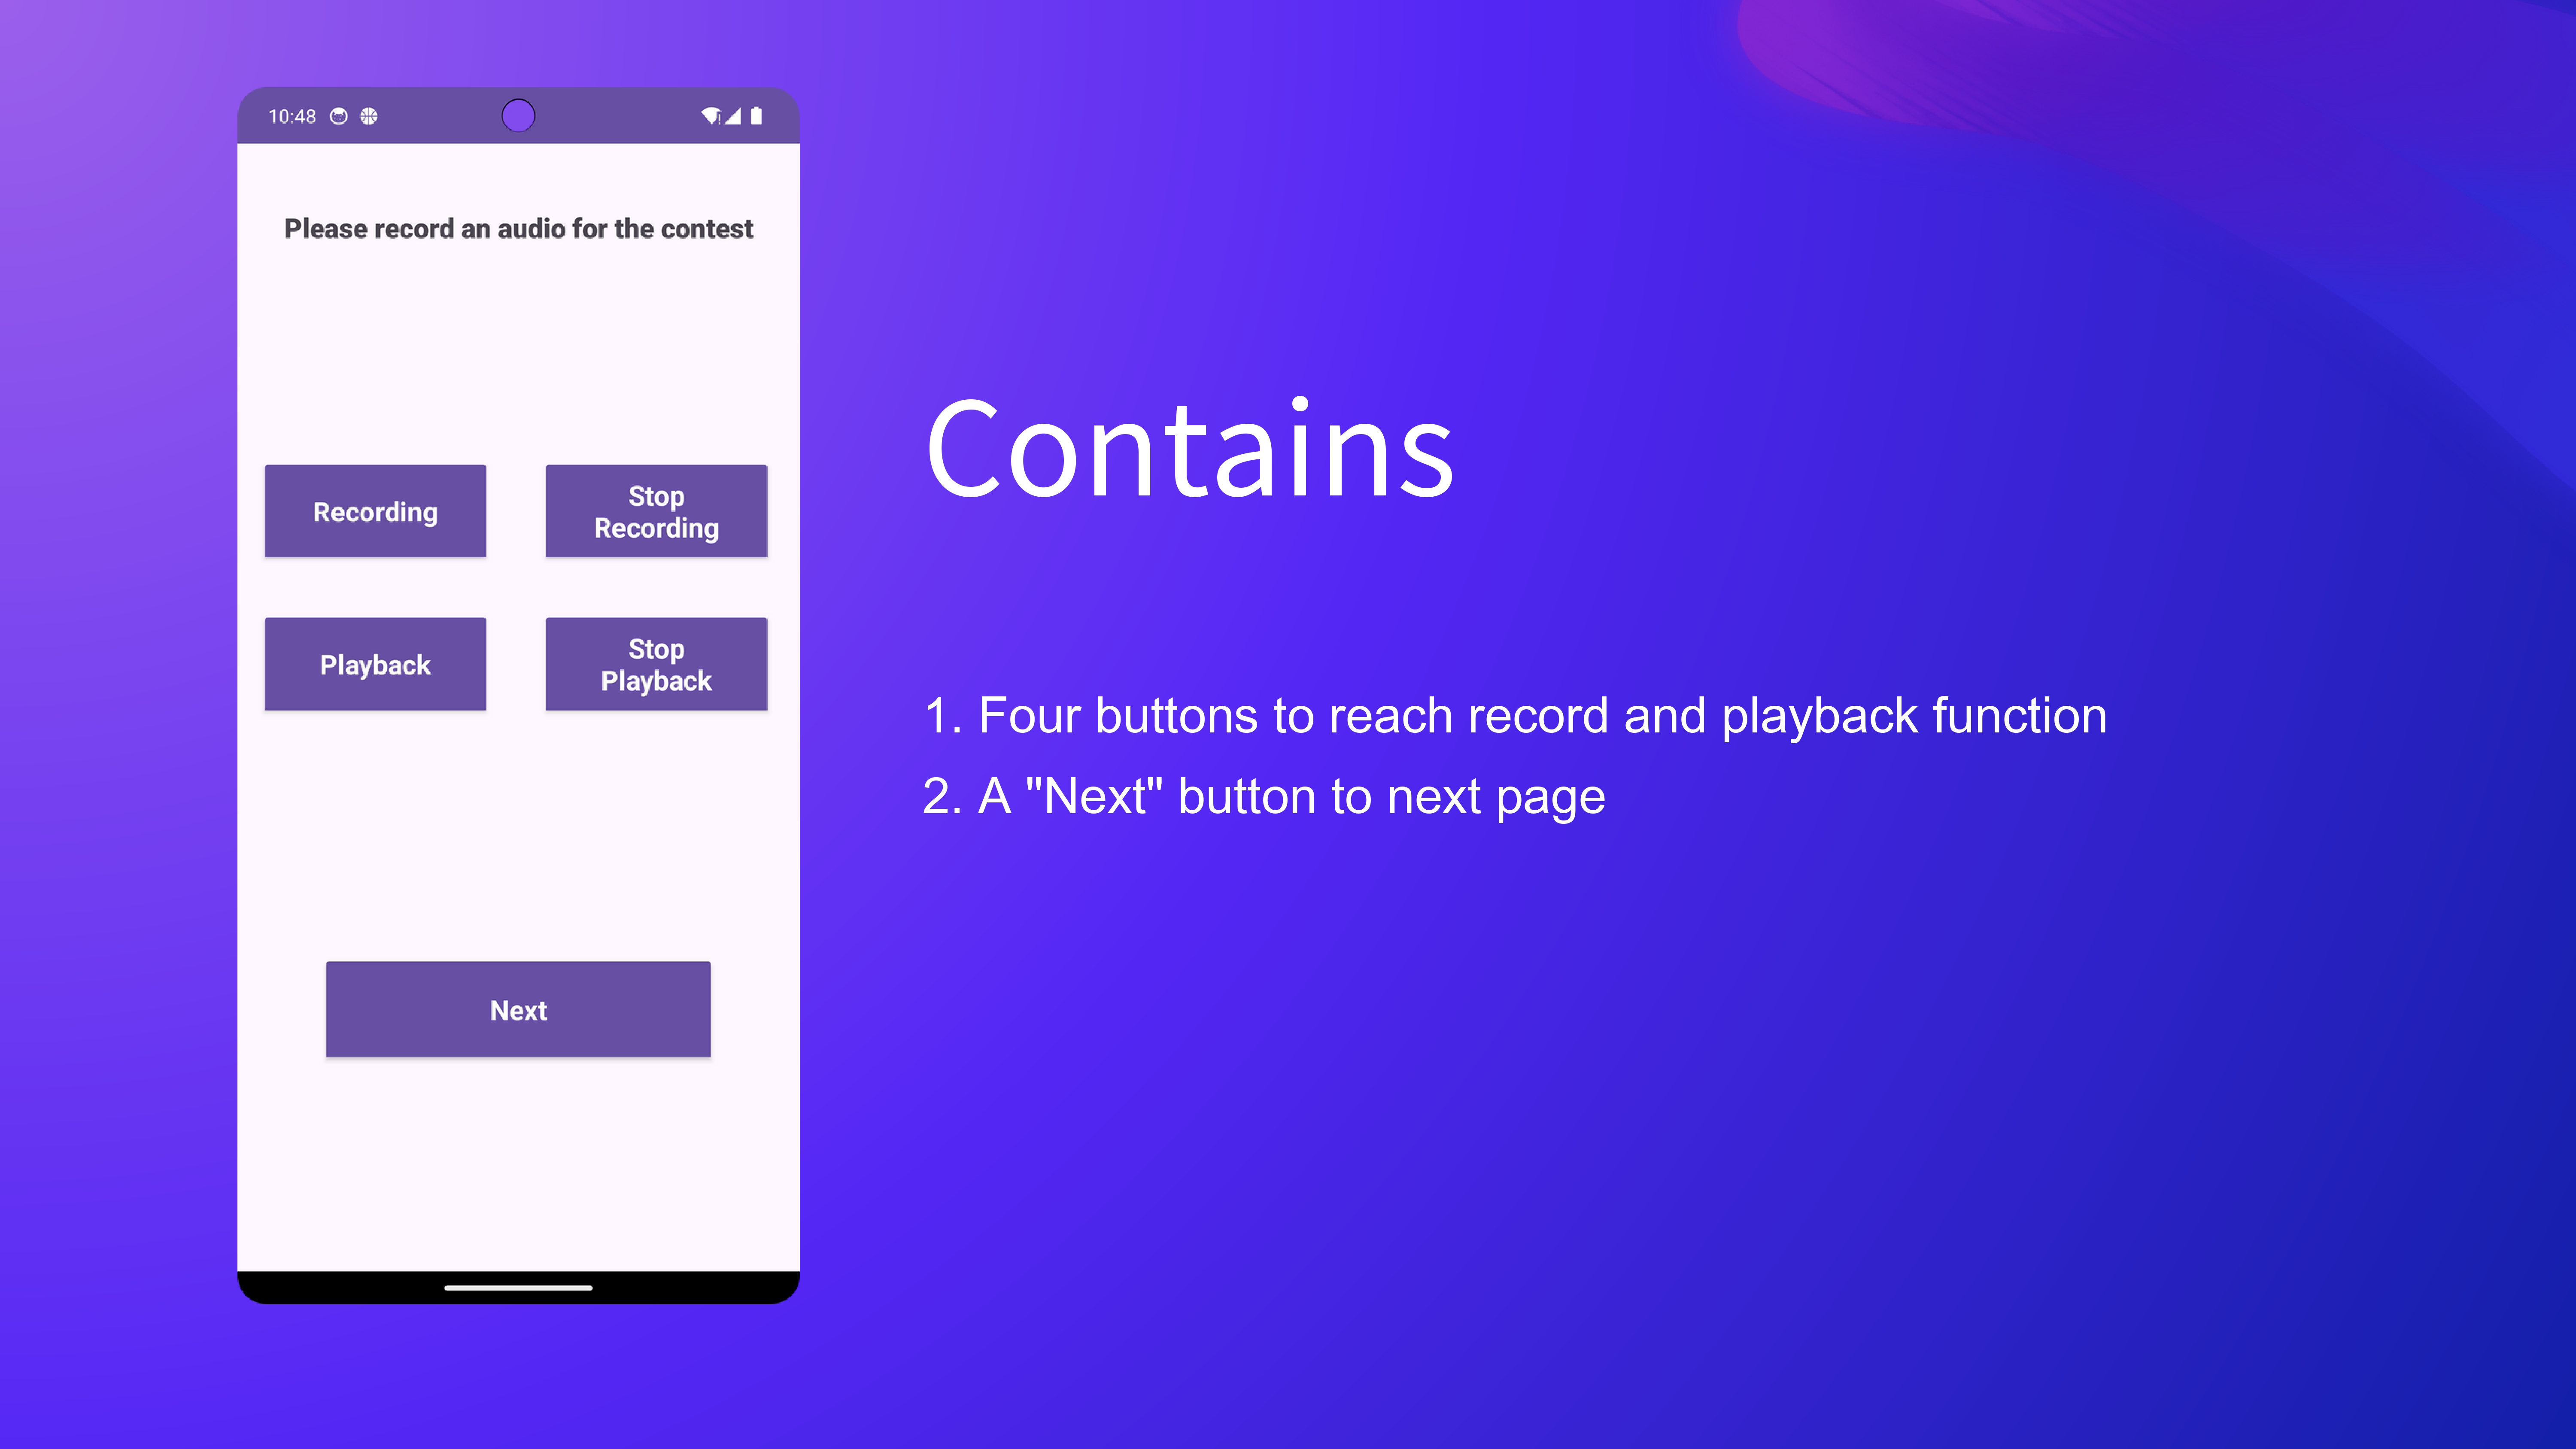 10:48
Please record an audio for the contest
Recording
Stop
Recording
Playback
Stop
Playback
Next
Contains
1. Four buttons to reach record and playback function
2. A "Next" button to next page